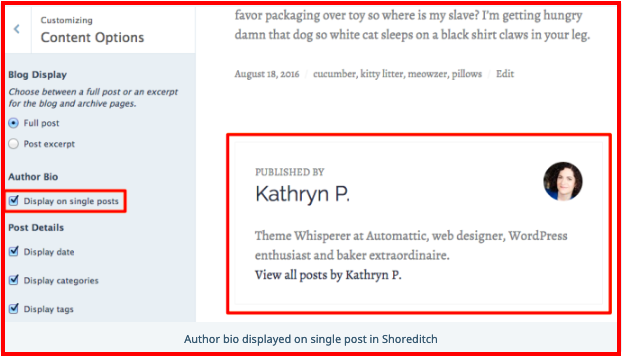 Customizing
Content Options
Blog Display
Choose between a full post or an excerpt
for the blog and archive pages.
Full post
Post excerpt
Author Bio
Display on single posts
Post Details
Display date
Display categories
Display tags
favor packaging over toy so where is my slave? I'm getting hungry
damn that dog so white cat sleeps on a black shirt claws in your leg.
August 18, 2016 / cucumber, kitty litter, meowzer, pillows / Edit
PUBLISHED BY
Kathryn P.
Theme Whisperer at Automattic, web designer, WordPress
enthusiast and baker extraordinaire.
View all posts by Kathryn P.
Author bio displayed on single post in Shoreditch